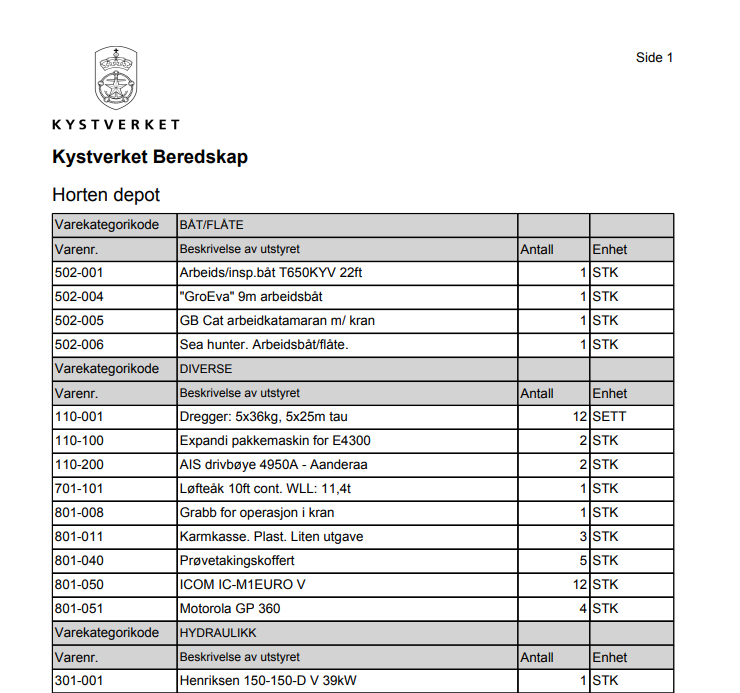 Side 1
KYSTVERKET
Kystverket Beredskap
Horten depot
Varekategorikode BÅT/FLÅTE
Varenr. Beskrivelse av utstyret Antall Enhet
502-001 Arbeids/insp.båt T650KYV 22ft 1 STK
502-004 "GroEva" 9m arbeidsbåt 1 STK
502-005 GB Cat arbeidkatamaran m/ kran 1 STK
502-006 Sea hunter. Arbeidsbåt/flåte. 1 STK
Varekategorikode DIVERSE
Varenr. Beskrivelse av utstyret Antall Enhet
110-001 Dregger: 5x36kg, 5x25m tau 12 SETT
110-100 Expandi pakkemaskin for E4300 2 STK
110-200 AIS drivbøye 4950A - Aanderaa 2 STK
701-101 Løfteåk 10ft cont. WLL: 11,4t 1 STK
801-008 Grabb for operasjon i kran 1 STK
801-011 Karmkasse. Plast. Liten utgave 3 STK
801-040 Prøvetakingskoffert 5 STK
801-050 ICOM IC-M1EURO V 12 STK
801-051 Motorola GP 360 4 STK
Varekategorikode HYDRAULIKK
Varenr. Beskrivelse av utstyret Antall Enhet
301-001 Henriksen 150-150-D V 39kW 1 STK